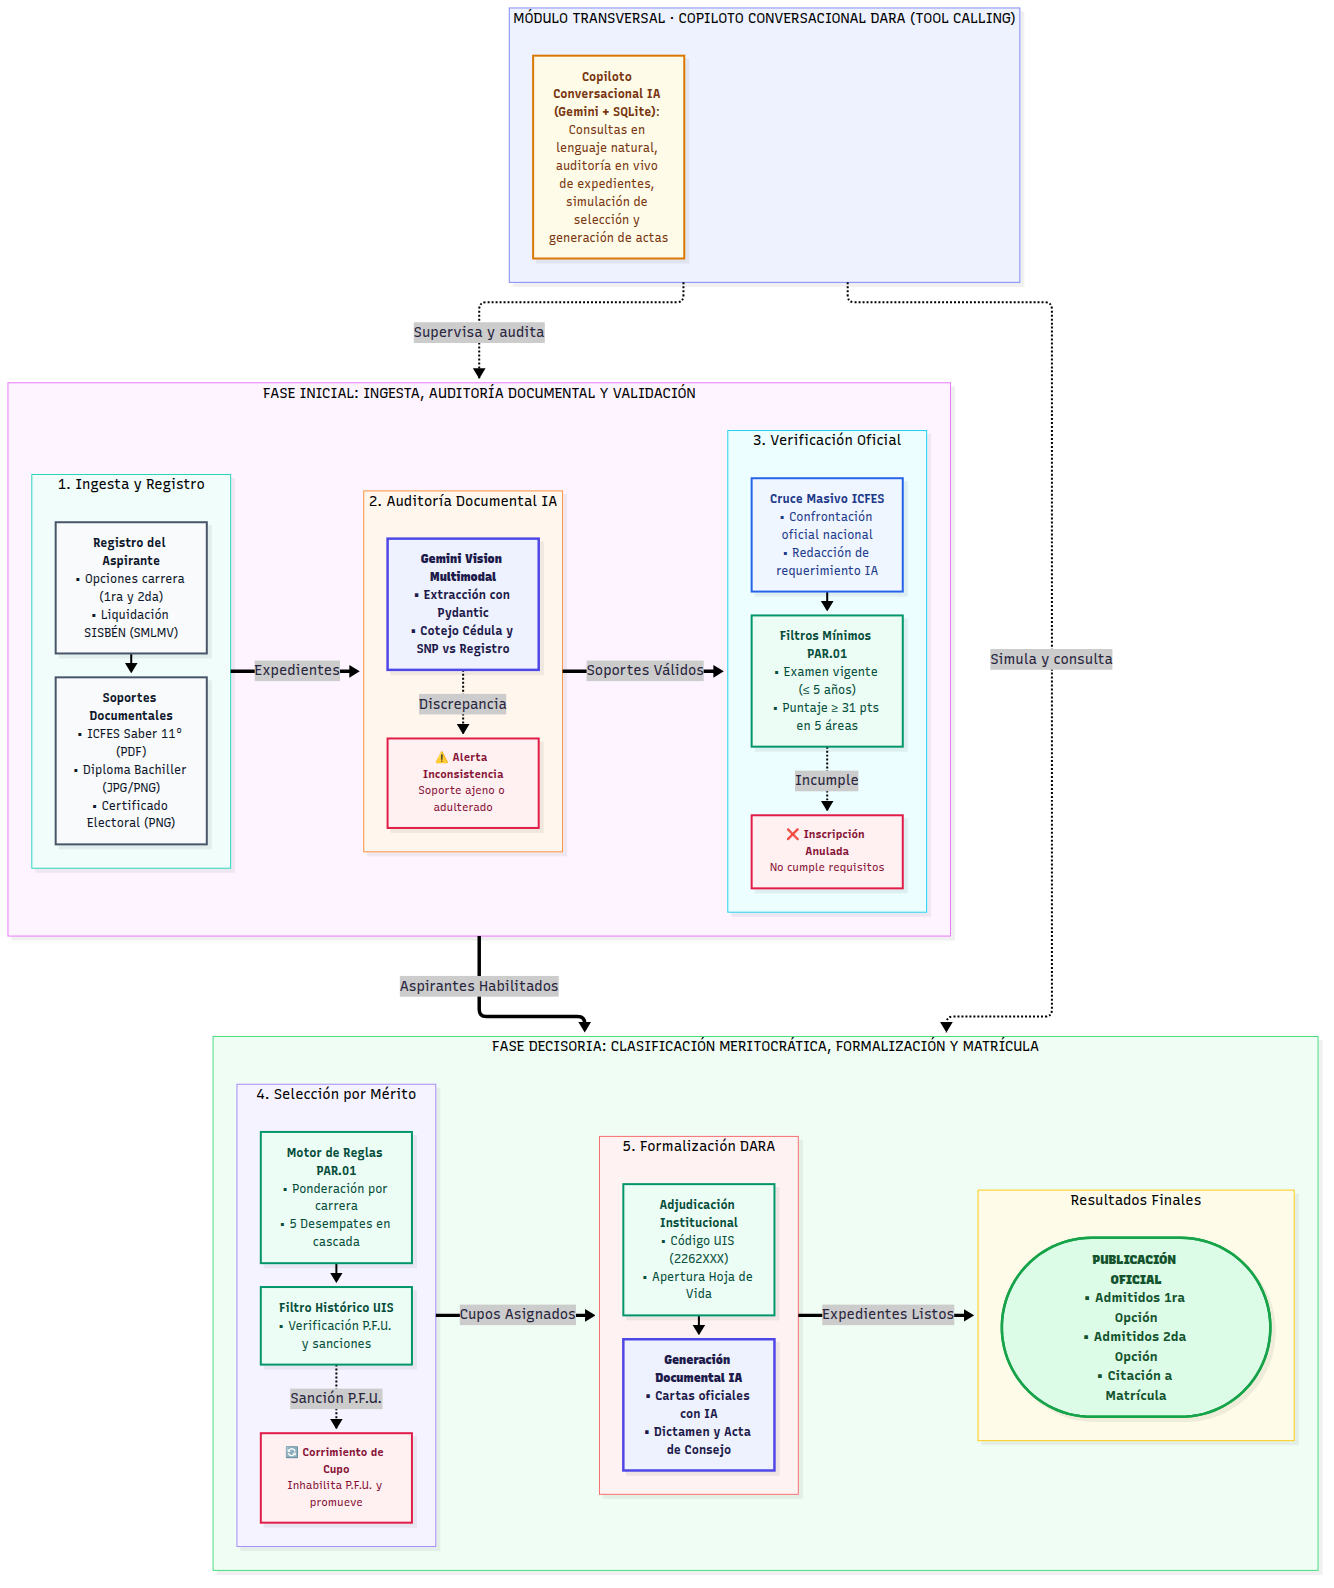 MÓDULO TRANSVERSAL · COPILOTO CONVERSACIONAL DARA (TOOL CALLING)
Copiloto
Conversacional IA
(Gemini + SQLite):
Consultas en
lenguaje natural,
auditoría en vivo
de expedientes,
simulación de
selección y
generación de actas
Supervisa y audita
Simula y consulta
FASE INICIAL: INGESTA, AUDITORÍA DOCUMENTAL Y VALIDACIÓN
1. Ingesta y Registro
Registro del
Aspirante
▪ Opciones carrera
(1ra y 2da)
▪ Liquidación
SISBÉN (SMLMV)
Soportes
Documentales
▪ ICFES Saber 11°
(PDF)
▪ Diploma Bachiller
(JPG/PNG)
▪ Certificado
Electoral (PNG)
Expedientes
2. Auditoría Documental IA
Gemini Vision
Multimodal
▪ Extracción con
Pydantic
▪ Cotejo Cédula y
SNP vs Registro
Discrepancia
⚠️ Alerta
Inconsistencia
Soporte ajeno o
adulterado
Soportes Válidos
3. Verificación Oficial
Cruce Masivo ICFES
▪ Confrontación
oficial nacional
▪ Redacción de
requerimiento IA
Filtros Mínimos
PAR.01
▪ Examen vigente
(≤ 5 años)
▪ Puntaje ≥ 31 pts
en 5 áreas
Incumple
❌ Inscripción
Anulada
No cumple requisitos
Aspirantes Habilitados
FASE DECISORIA: CLASIFICACIÓN MERITOCRÁTICA, FORMALIZACIÓN Y MATRÍCULA
4. Selección por Mérito
Motor de Reglas
PAR.01
▪ Ponderación por
carrera
▪ 5 Desempates en
cascada
Filtro Histórico UIS
▪ Verificación P.F.U.
y sanciones
Sanción P.F.U.
🔄 Corrimiento de
Cupo
Inhabilita P.F.U. y
promueve
Cupos Asignados
5. Formalización DARA
Adjudicación
Institucional
▪ Código UIS
(2262XXX)
▪ Apertura Hoja de
Vida
Generación
Documental IA
▪ Cartas oficiales
con IA
▪ Dictamen y Acta
de Consejo
Expedientes Listos
Resultados Finales
PUBLICACIÓN
OFICIAL
▪ Admitidos 1ra
Opción
▪ Admitidos 2da
Opción
▪ Citación a
Matrícula